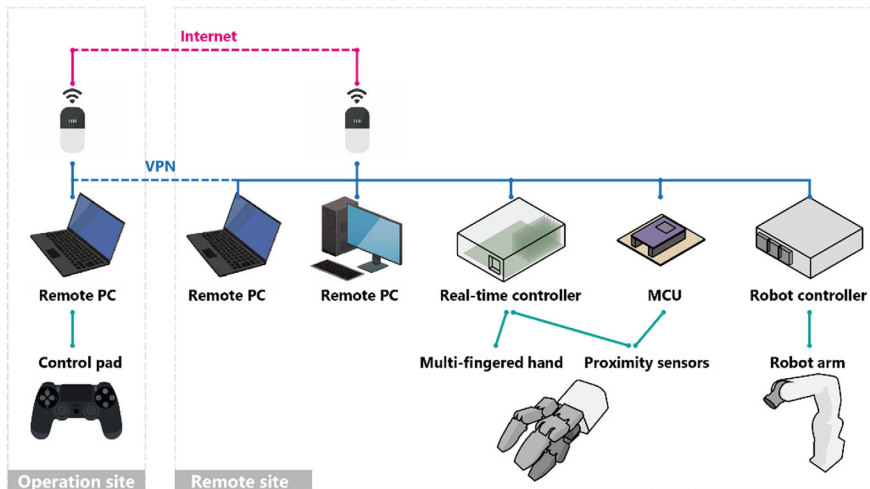 Internet
VPN
Remote PC
Remote PC
Remote PC
Real-time controller
MCU
Robot controller
Control pad
Multi-fingered hand
Proximity sensors
Robot arm
Operation site
Remote site